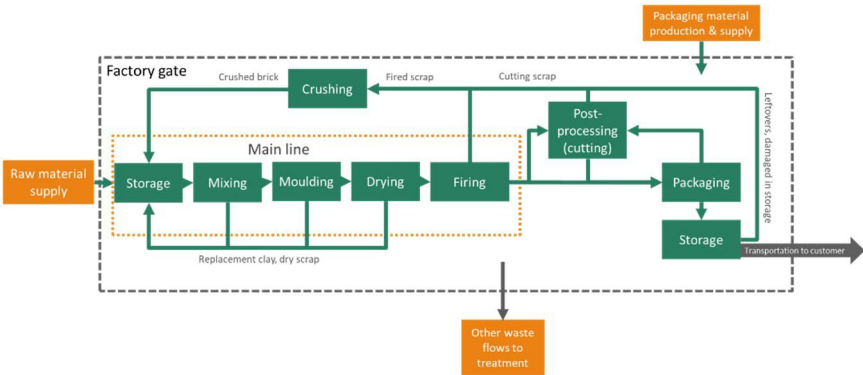 Packaging material
production & supply
Factory gate
Crushed brick
Crushing
Fired scrap
Cutting scrap
Leftovers, damaged in storage
Post-
processing
(cutting)
Main line
Raw material
supply
Storage
Mixing
Moulding
Drying
Firing
Packaging
Storage
Transportation to customer
Replacement clay, dry scrap
Other waste
flows to
treatment